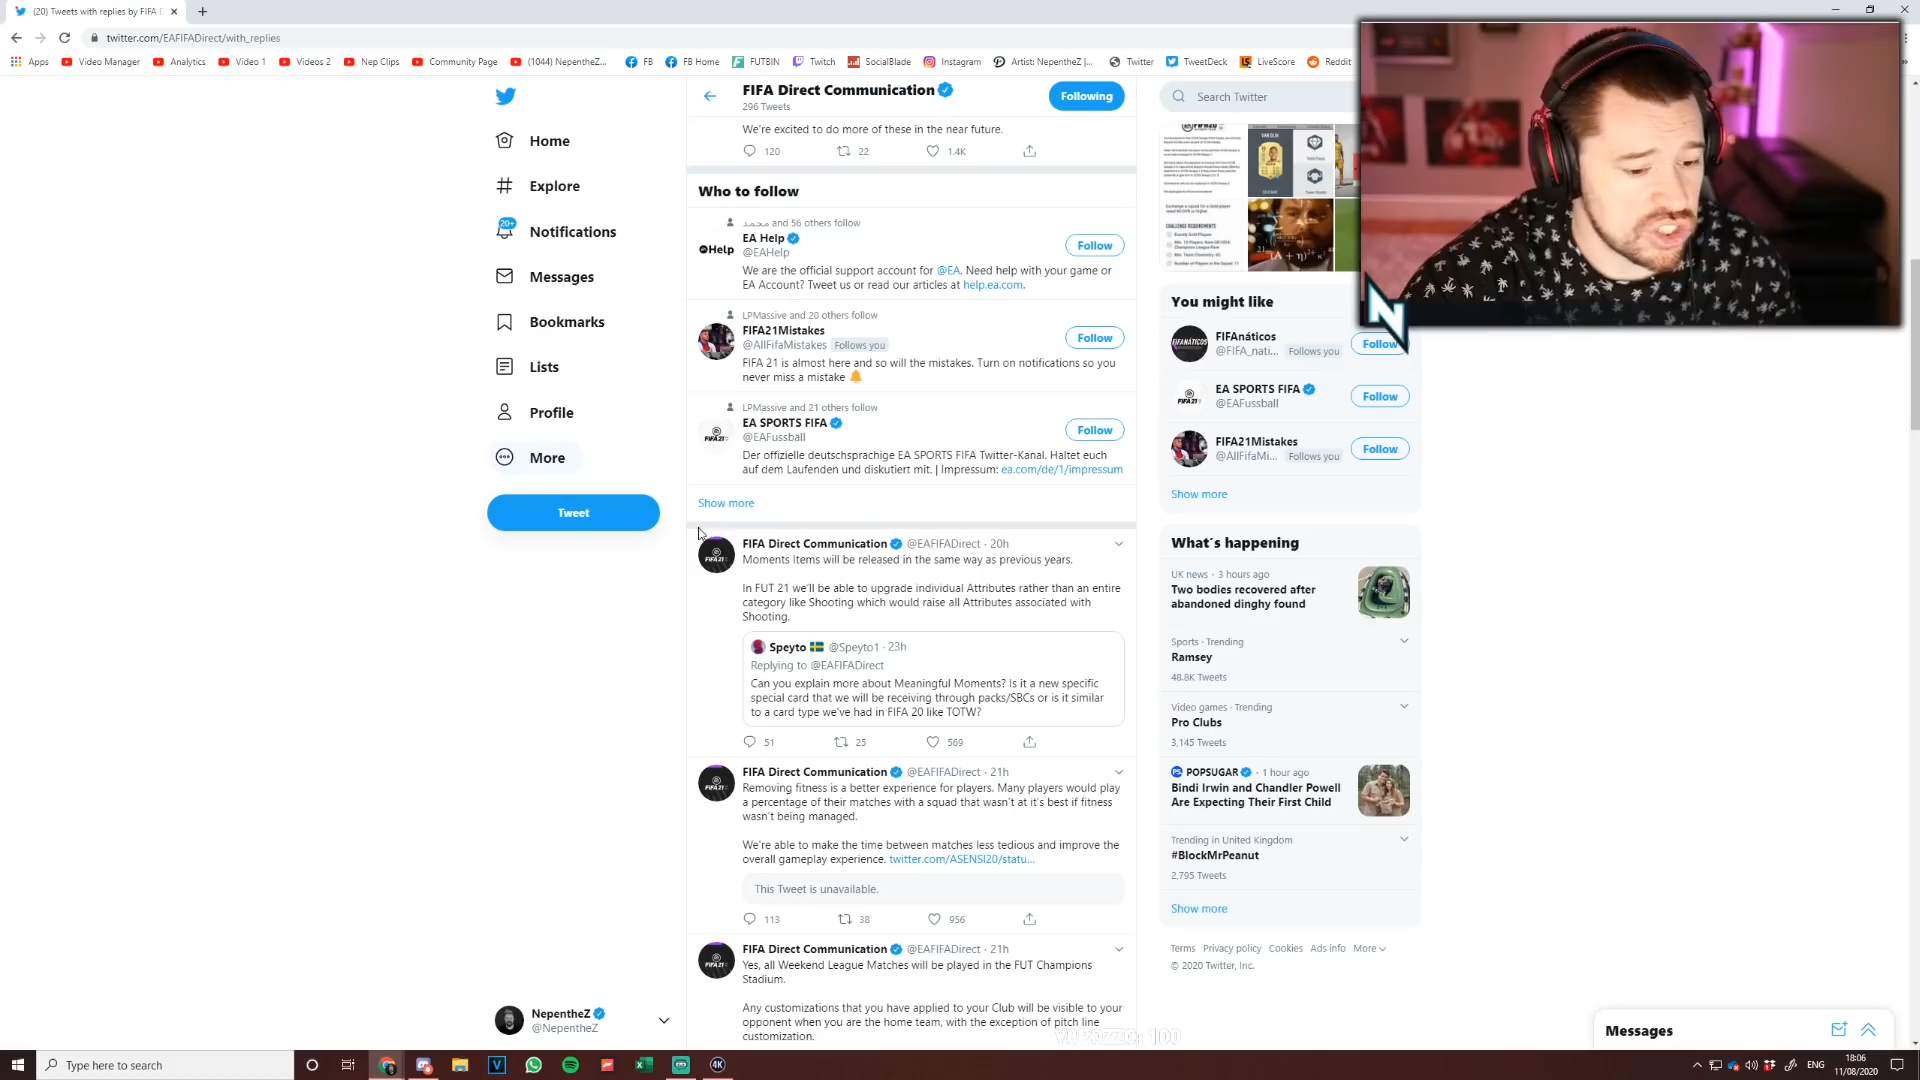 (20) Tweets with replies by FIFA D
twitter.com/EAFIFADirect/with_replies
Apps Video Manager Analytics Video 1 Videos 2 Nep Clips Community Page (1044) NepentheZ... FB FB Home FUTBIN Twitch SocialBlade Instagram Artist: NepentheZ |... Twitter TweetDeck LiveScore Reddit
Home
Explore
20+
Notifications
Messages
Bookmarks
Lists
Profile
More
Tweet
NepentheZ
@NepentheZ
FIFA Direct Communication
296 Tweets
Following
We're excited to do more of these in the near future.
120 22 1.4K
Who to follow
محمد and 56 others follow
EA Help
@EAHelp
Follow
We are the official support account for @EA. Need help with your game or
EA Account? Tweet us or read our articles at help.ea.com.
LPMassive and 20 others follow
FIFA21Mistakes
@AllFifaMistakes Follows you
Follow
FIFA 21 is almost here and so will the mistakes. Turn on notifications so you
never miss a mistake
LPMassive and 21 others follow
EA SPORTS FIFA
@EAFussball
Follow
Der offizielle deutschsprachige EA SPORTS FIFA Twitter-Kanal. Haltet euch
auf dem Laufenden und diskutiert mit. | Impressum: ea.com/de/1/impressum
Show more
FIFA Direct Communication @EAFIFADirect · 20h
Moments Items will be released in the same way as previous years.
In FUT 21 we'll be able to upgrade individual Attributes rather than an entire
category like Shooting which would raise all Attributes associated with
Shooting.
Speyto @Speyto1 · 23h
Replying to @EAFIFADirect
Can you explain more about Meaningful Moments? Is it a new specific
special card that we will be receiving through packs/SBCs or is it similar
to a card type we've had in FIFA 20 like TOTW?
51 25 569
FIFA Direct Communication @EAFIFADirect · 21h
Removing fitness is a better experience for players. Many players would play
a percentage of their matches with a squad that wasn't at it's best if fitness
wasn't being managed.
We're able to make the time between matches less tedious and improve the
overall gameplay experience. twitter.com/ASENSI20/statu...
This Tweet is unavailable.
113 38 956
FIFA Direct Communication @EAFIFADirect · 21h
Yes, all Weekend League Matches will be played in the FUT Champions
Stadium.
Any customizations that you have applied to your Club will be visible to your
opponent when you are the home team, with the exception of pitch line
customization.
Search Twitter
You might like
FIFAnáticos
@FIFA_nati... Follows you
Follow
EA SPORTS FIFA
@EAFussball
Follow
FIFA21Mistakes
@AllFifaMi... Follows you
Follow
Show more
What's happening
UK news · 3 hours ago
Two bodies recovered after
abandoned dinghy found
Sports · Trending
Ramsey
48.8K Tweets
Video games · Trending
Pro Clubs
3,145 Tweets
POPSUGAR · 1 hour ago
Bindi Irwin and Chandler Powell
Are Expecting Their First Child
Trending in United Kingdom
#BlockMrPeanut
2,795 Tweets
Show more
Terms Privacy policy Cookies Ads info More
© 2020 Twitter, Inc.
Messages
Type here to search
ENG
18:06
11/08/2020